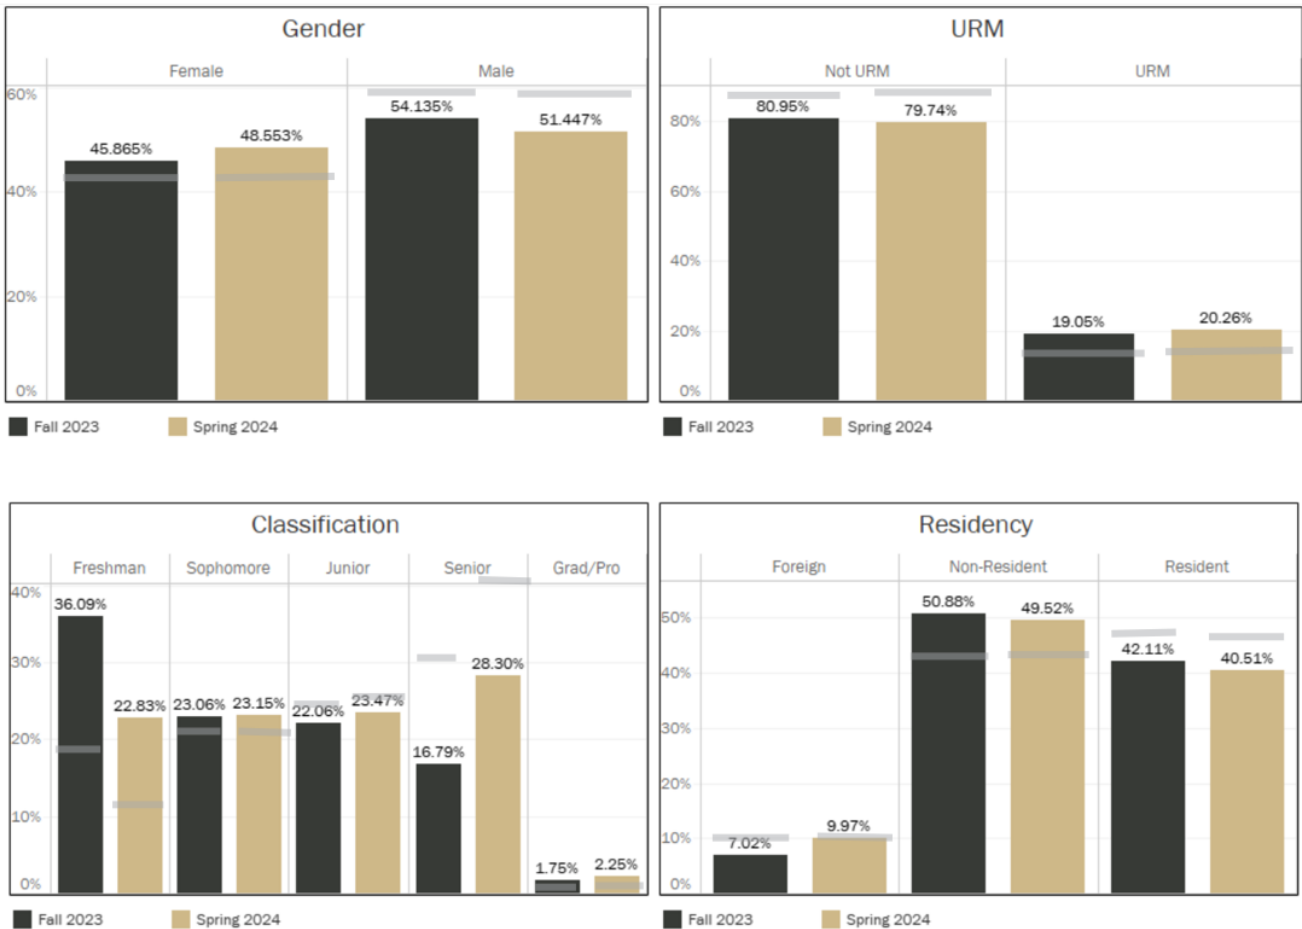 Gender
Female Male
60%
54.135%
51.447%
48.553%
45.865%
40%
20%
0%
Fall 2023 Spring 2024
URM
Not URM URM
80.95%
79.74%
80%
60%
40%
20.26%
19.05%
20%
0%
Fall 2023 Spring 2024
Classification
Freshman Sophomore Junior Senior Grad/Pro
40%
36.09%
30%
28.30%
22.83% 23.06% 23.15% 22.06% 23.47%
20%
16.79%
10%
1.75% 2.25%
0%
Fall 2023 Spring 2024
Residency
Foreign Non-Resident Resident
50.88% 49.52%
50%
42.11% 40.51%
40%
30%
20%
10%
7.02% 9.97%
0%
Fall 2023 Spring 2024